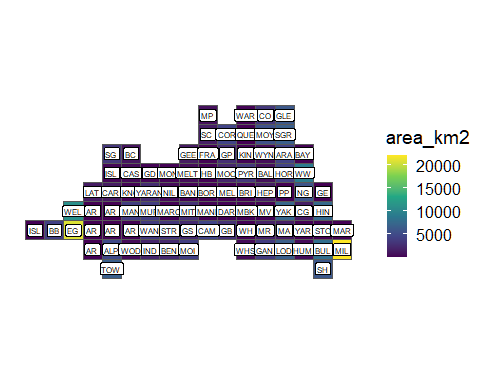 MP WAR CO GLE
SC COR QUE MOY SGR
SG BC GEE FRA GP KIN WYN ARA BAY
ISL CAS GD MON MELT HB MOO PYR BAL HOR WW
LAT CAR KNO YARAN NIL BAN BOR MEL BRI HEP PP NG GE
WEL AR AR MAN MUR MARO MIT MAN DAR MBK MV YAK CG HIN
ISL BB EG AR AR AR WAN STR GS CAM GB WH MR MA YAR STO MAR
AR ALP WOD IND BEN MOI WHS GAN LOD HUM BUL MIL
TOW SH
area_km2
20000
15000
10000
5000